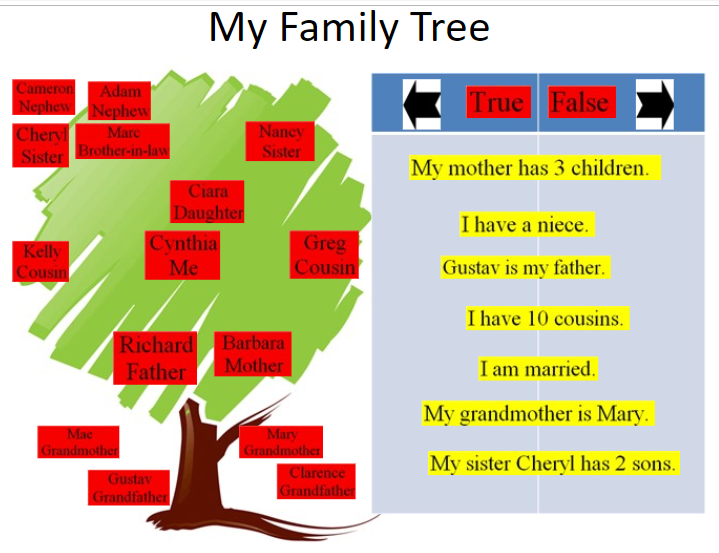 My Family Tree
Cameron
Nephew
Adam
Nephew
Cheryl
Sister
Marc
Brother-in-law
Nancy
Sister
Ciara
Daughter
Cynthia
Me
Greg
Cousin
Kelly
Cousin
Richard
Father
Barbara
Mother
Mae
Grandmother
Mary
Grandmother
Gustav
Grandfather
Clarence
Grandfather
True
False
My mother has 3 children.
I have a niece.
Gustav is my father.
I have 10 cousins.
I am married.
My grandmother is Mary.
My sister Cheryl has 2 sons.